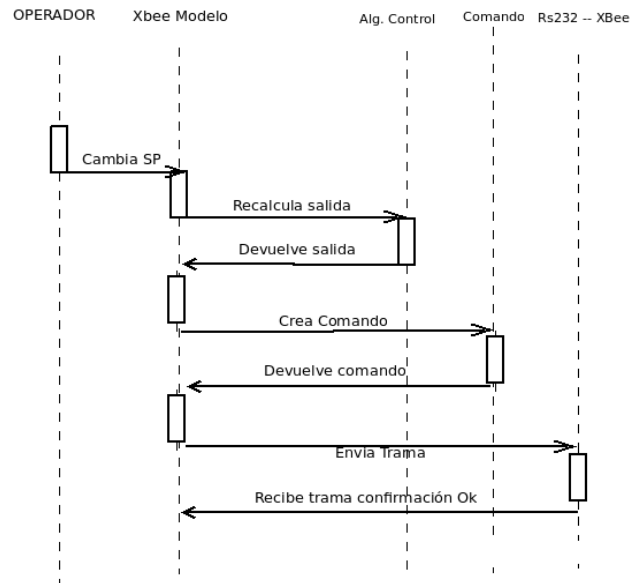 OPERADOR
Xbee Modelo
Alg. Control
Comando
Rs232 -- XBee
Cambia SP
Recalcula salida
Devuelve salida
Crea Comando
Devuelve comando
Envia Trama
Recibe trama confirmación Ok